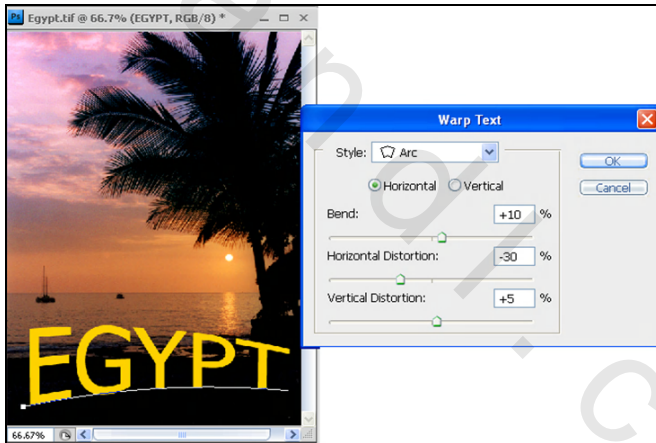 Ps Egypt.tif @ 66.7% (EGYPT, RGB/8) *
EGYPT
66.67%
Warp Text
Style: Arc
Horizontal Vertical
OK
Cancel
Bend: +10 %
Horizontal Distortion: -30 %
Vertical Distortion: +5 %